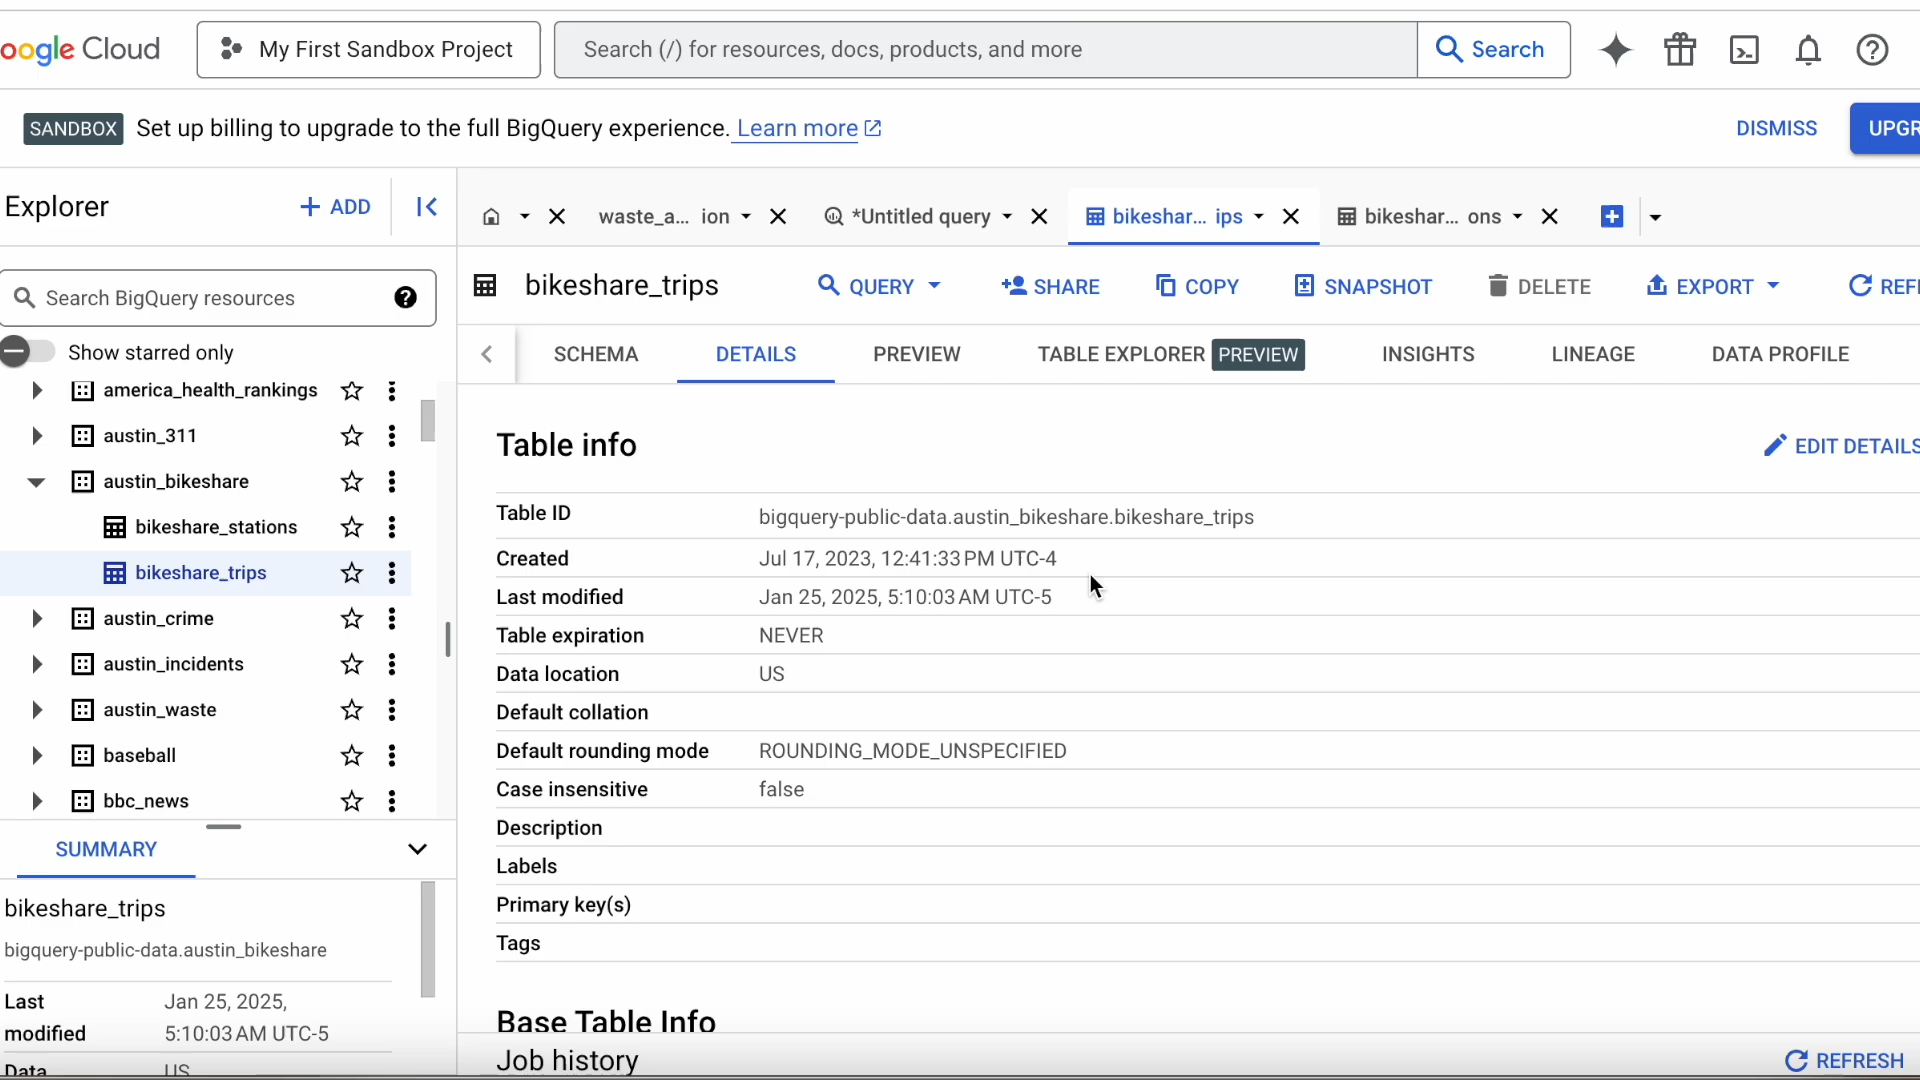 oogle Cloud
My First Sandbox Project
Search (/) for resources, docs, products, and more
Search
SANDBOX Set up billing to upgrade to the full BigQuery experience. Learn more
DISMISS
UPGR
Explorer
+ ADD
waste_a... ion
*Untitled query
bikeshar... ips
bikeshar... ons
Search BigQuery resources
bikeshare_trips
QUERY
SHARE
COPY
SNAPSHOT
DELETE
EXPORT
REF
Show starred only
SCHEMA
DETAILS
PREVIEW
TABLE EXPLORER PREVIEW
INSIGHTS
LINEAGE
DATA PROFILE
america_health_rankings
austin_311
austin_bikeshare
bikeshare_stations
bikeshare_trips
austin_crime
austin_incidents
austin_waste
baseball
bbc_news
SUMMARY
bikeshare_trips
bigquery-public-data.austin_bikeshare
Last modified
Jan 25, 2025, 5:10:03 AM UTC-5
Data
US
Table info
EDIT DETAILS
Table ID bigquery-public-data.austin_bikeshare.bikeshare_trips
Created Jul 17, 2023, 12:41:33 PM UTC-4
Last modified Jan 25, 2025, 5:10:03 AM UTC-5
Table expiration NEVER
Data location US
Default collation
Default rounding mode ROUNDING_MODE_UNSPECIFIED
Case insensitive false
Description
Labels
Primary key(s)
Tags
Base Table Info
Job history
REFRESH